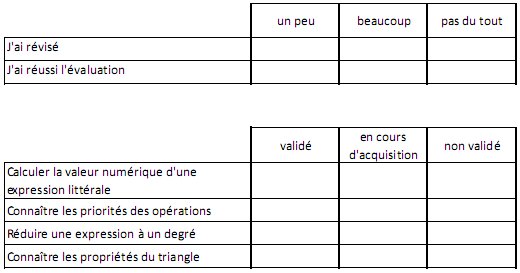 un peu beaucoup pas du tout
J'ai révisé
J'ai réussi l'évaluation
validé en cours d'acquisition non validé
Calculer la valeur numérique d'une
expression littérale
Connaître les priorités des opérations
Réduire une expression à un degré
Connaître les propriétés du triangle